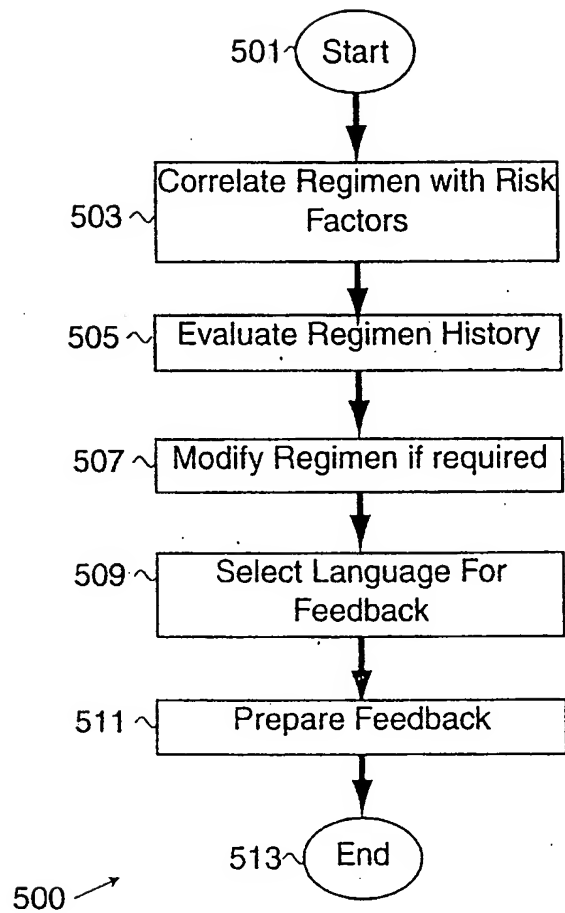 501 Start
Correlate Regimen with Risk
503 Factors
505 Evaluate Regimen History
507 Modify Regimen if required
509 Select Language For
Feedback
511 Prepare Feedback
513 End
500